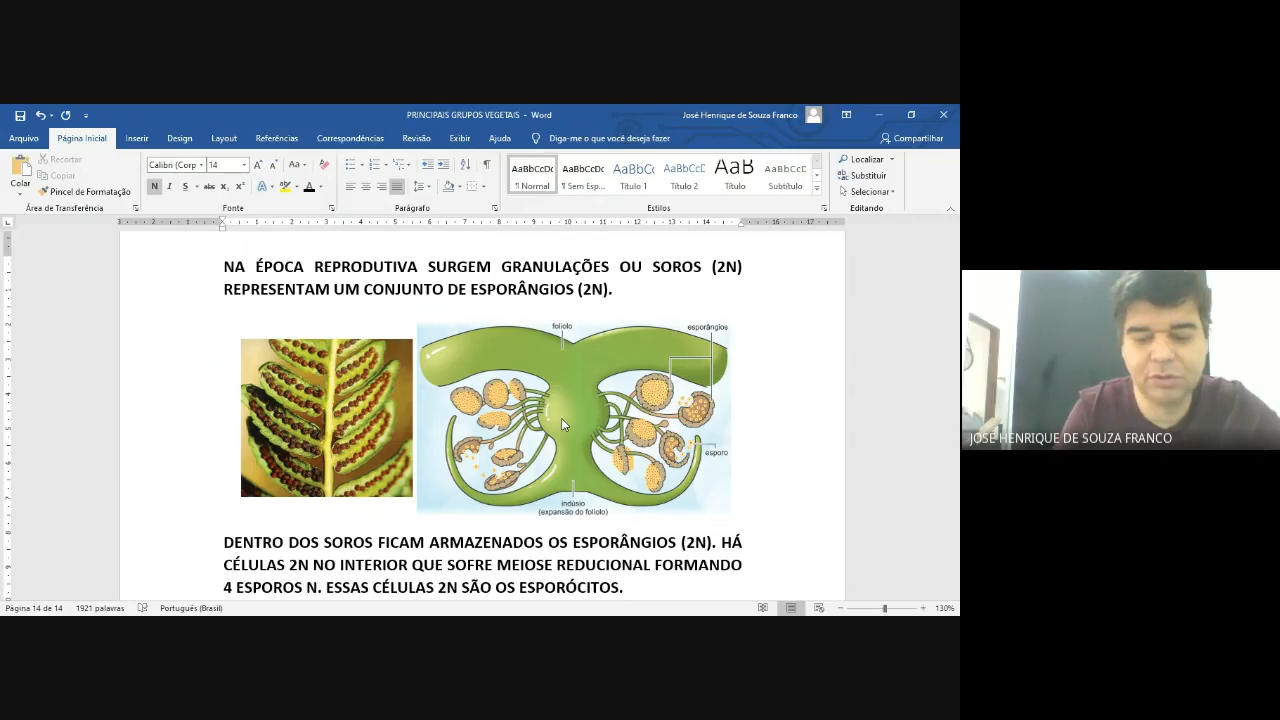 PRINCIPAIS GRUPOS VEGETAIS - Word
José Henrique de Souza Franco
Arquivo Página Inicial Inserir Design Layout Referências Correspondências Revisão Exibir Ajuda Diga-me o que você deseja fazer Compartilhar
Colar
Recortar
Copiar
Pincel de Formatação
Área de Transferência
Calibri (Corp 14
Fonte
Parágrafo
AaBbCcDc AaBbCcDc AaBbCc AaBbCcD AaB AaBbCcD
¶ Normal ¶ Sem Esp... Título 1 Título 2 Título Subtítulo
Estilos
Localizar
Substituir
Selecionar
Editando
NA ÉPOCA REPRODUTIVA SURGEM GRANULAÇÕES OU SOROS (2N)
REPRESENTAM UM CONJUNTO DE ESPORÂNGIOS (2N).
folíolo
esporângios
esporo
indúsio
(expansão do folíolo)
DENTRO DOS SOROS FICAM ARMAZENADOS OS ESPORÂNGIOS (2N). HÁ
CÉLULAS 2N NO INTERIOR QUE SOFRE MEIOSE REDUCIONAL FORMANDO
4 ESPOROS N. ESSAS CÉLULAS 2N SÃO OS ESPORÓCITOS.
Página 14 de 14 1921 palavras Português (Brasil) 130%
JOSÉ HENRIQUE DE SOUZA FRANCO